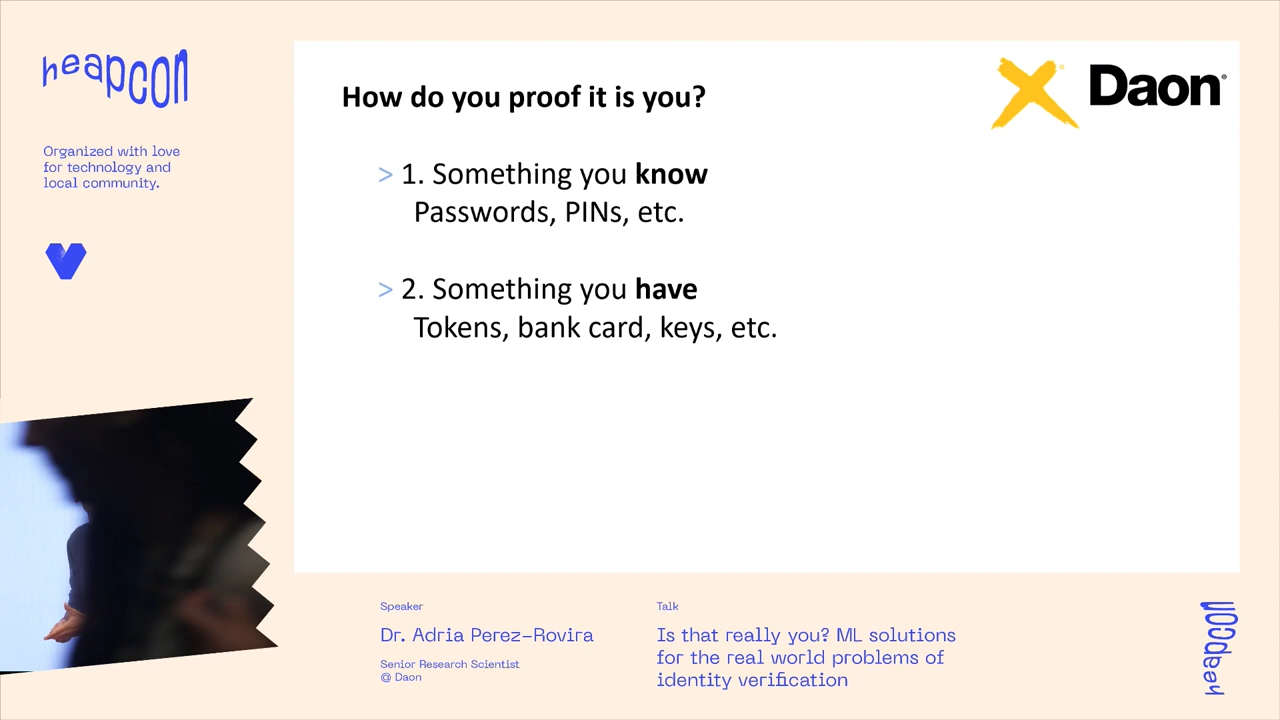 heapcon
Organized with love
for technology and
local community.
Daon
How do you proof it is you?
> 1. Something you know
Passwords, PINs, etc.
> 2. Something you have
Tokens, bank card, keys, etc.
Speaker
Dr. Adria Perez-Rovira
Senior Research Scientist
@ Daon
Talk
Is that really you? ML solutions
for the real world problems of
identity verification
heapcon